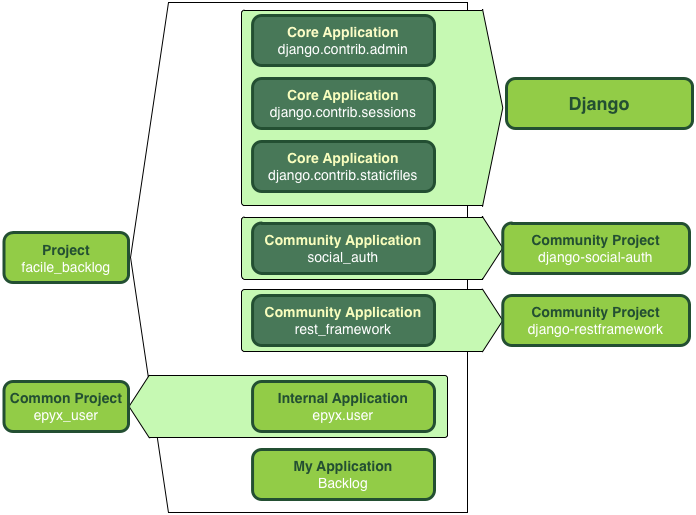 Core Application
django.contrib.admin
Core Application
django.contrib.sessions
Django
Core Application
django.contrib.staticfiles
Project
facile_backlog
Community Application
social_auth
Community Project
django-social-auth
Community Application
rest_framework
Community Project
django-restframework
Common Project
epyx_user
Internal Application
epyx.user
My Application
Backlog